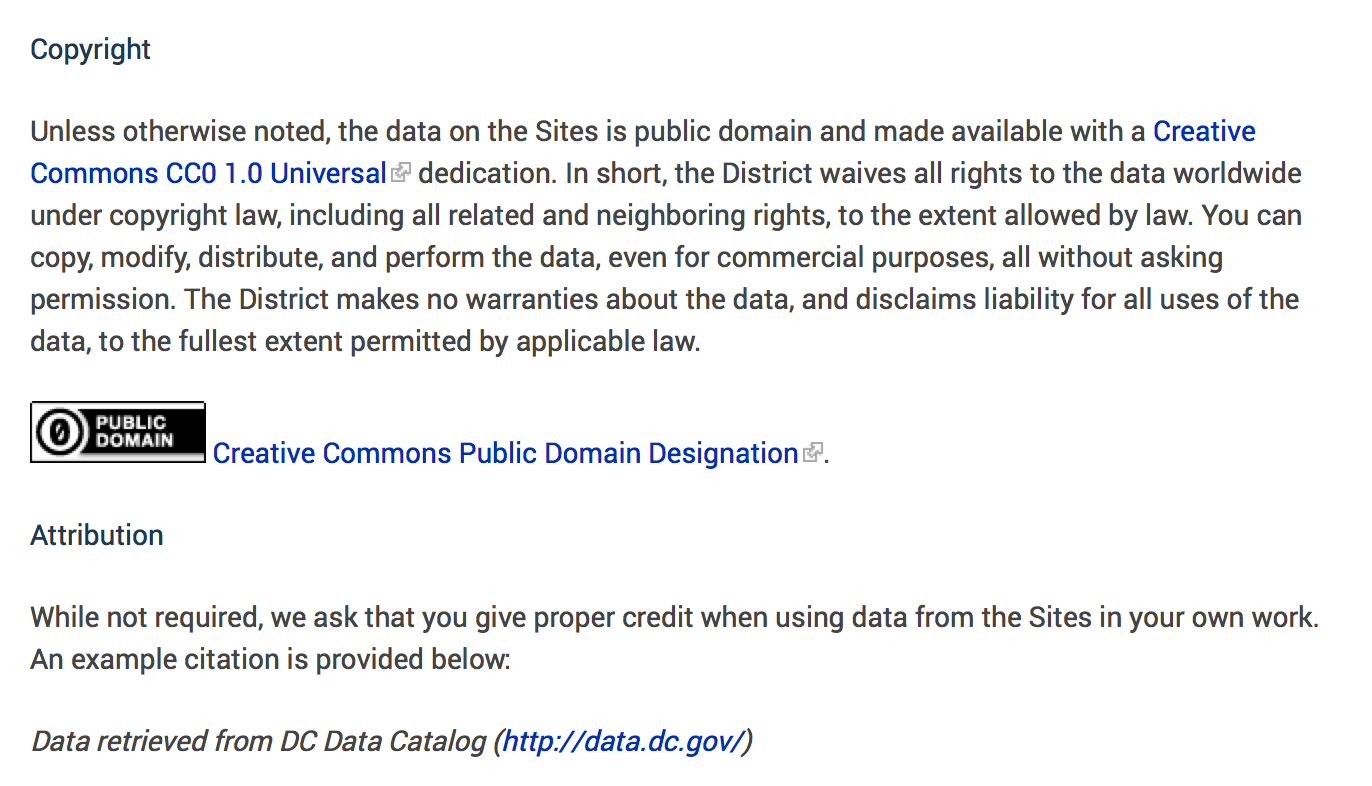 Copyright
Unless otherwise noted, the data on the Sites is public domain and made available with a Creative
Commons CC0 1.0 Universal dedication. In short, the District waives all rights to the data worldwide
under copyright law, including all related and neighboring rights, to the extent allowed by law. You can
copy, modify, distribute, and perform the data, even for commercial purposes, all without asking
permission. The District makes no warranties about the data, and disclaims liability for all uses of the
data, to the fullest extent permitted by applicable law.
0 PUBLIC
DOMAIN
Creative Commons Public Domain Designation.
Attribution
While not required, we ask that you give proper credit when using data from the Sites in your own work.
An example citation is provided below:
Data retrieved from DC Data Catalog (http://data.dc.gov/)